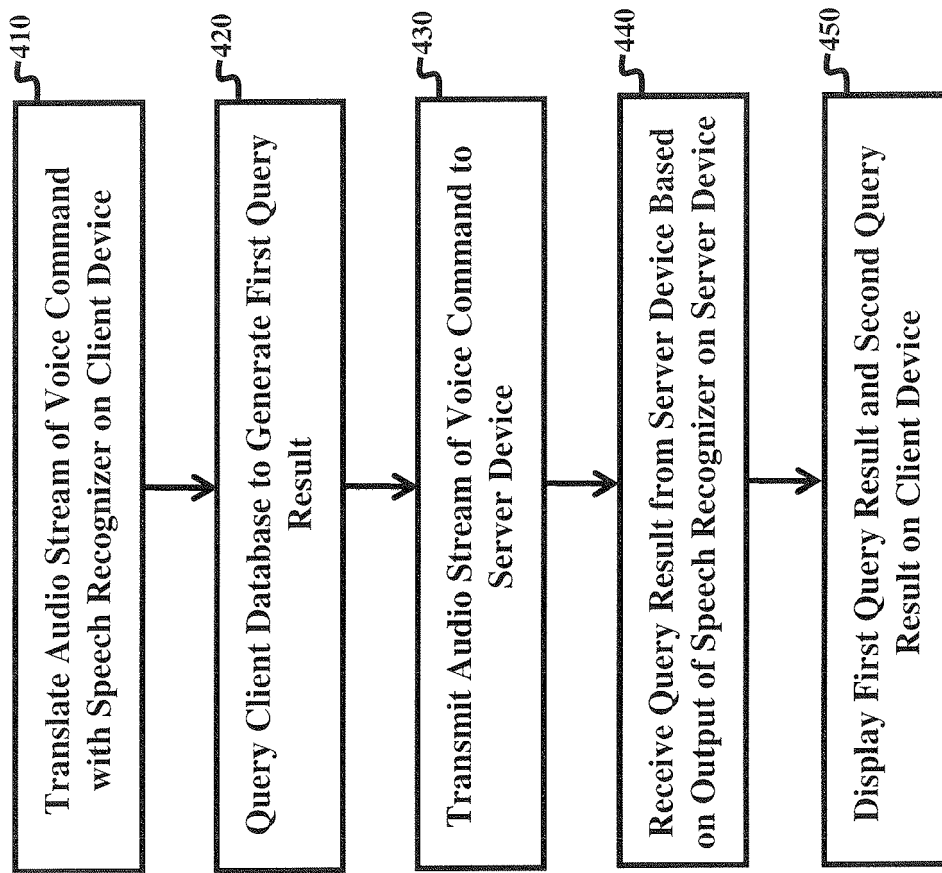 410
Translate Audio Stream of Voice Command
with Speech Recognizer on Client Device
420
Query Client Database to Generate First Query
Result
430
Transmit Audio Stream of Voice Command to
Server Device
440
Receive Query Result from Server Device Based
on Output of Speech Recognizer on Server Device
450
Display First Query Result and Second Query
Result on Client Device